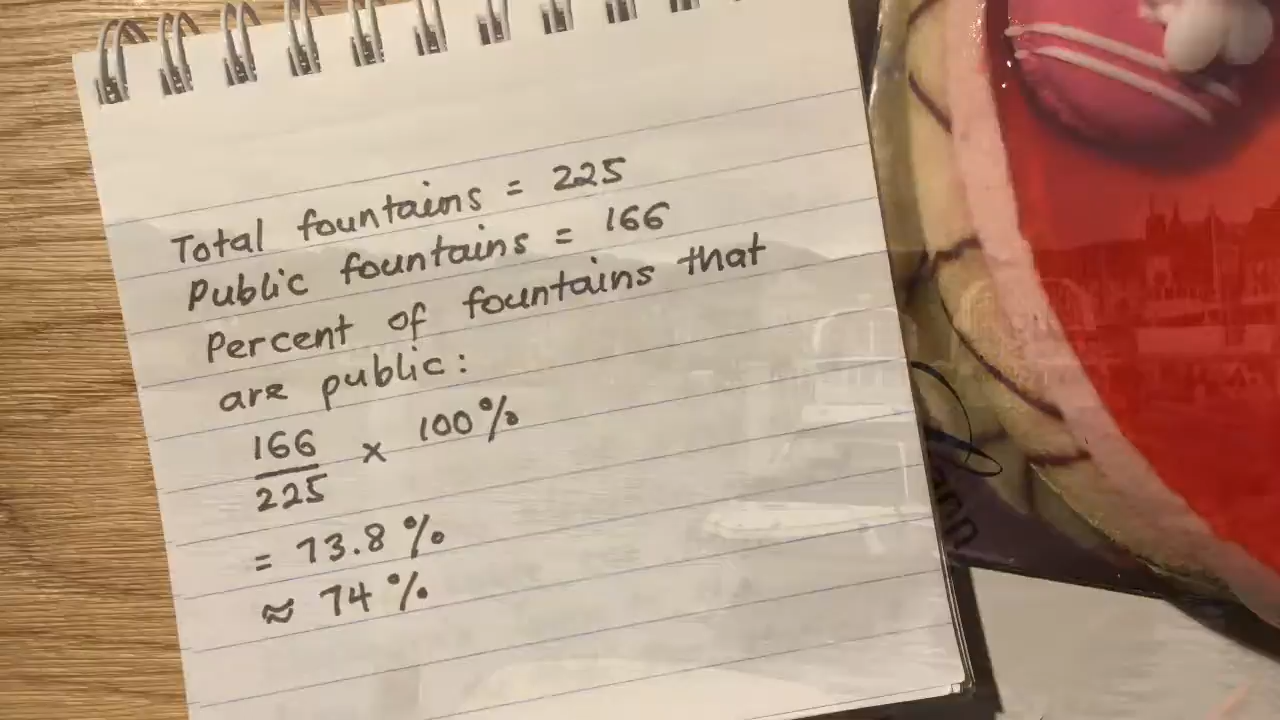 Total fountains = 225
Public fountains = 166
Percent of fountains that
are public:
166/225 × 100%
= 73.8%
≈ 74%